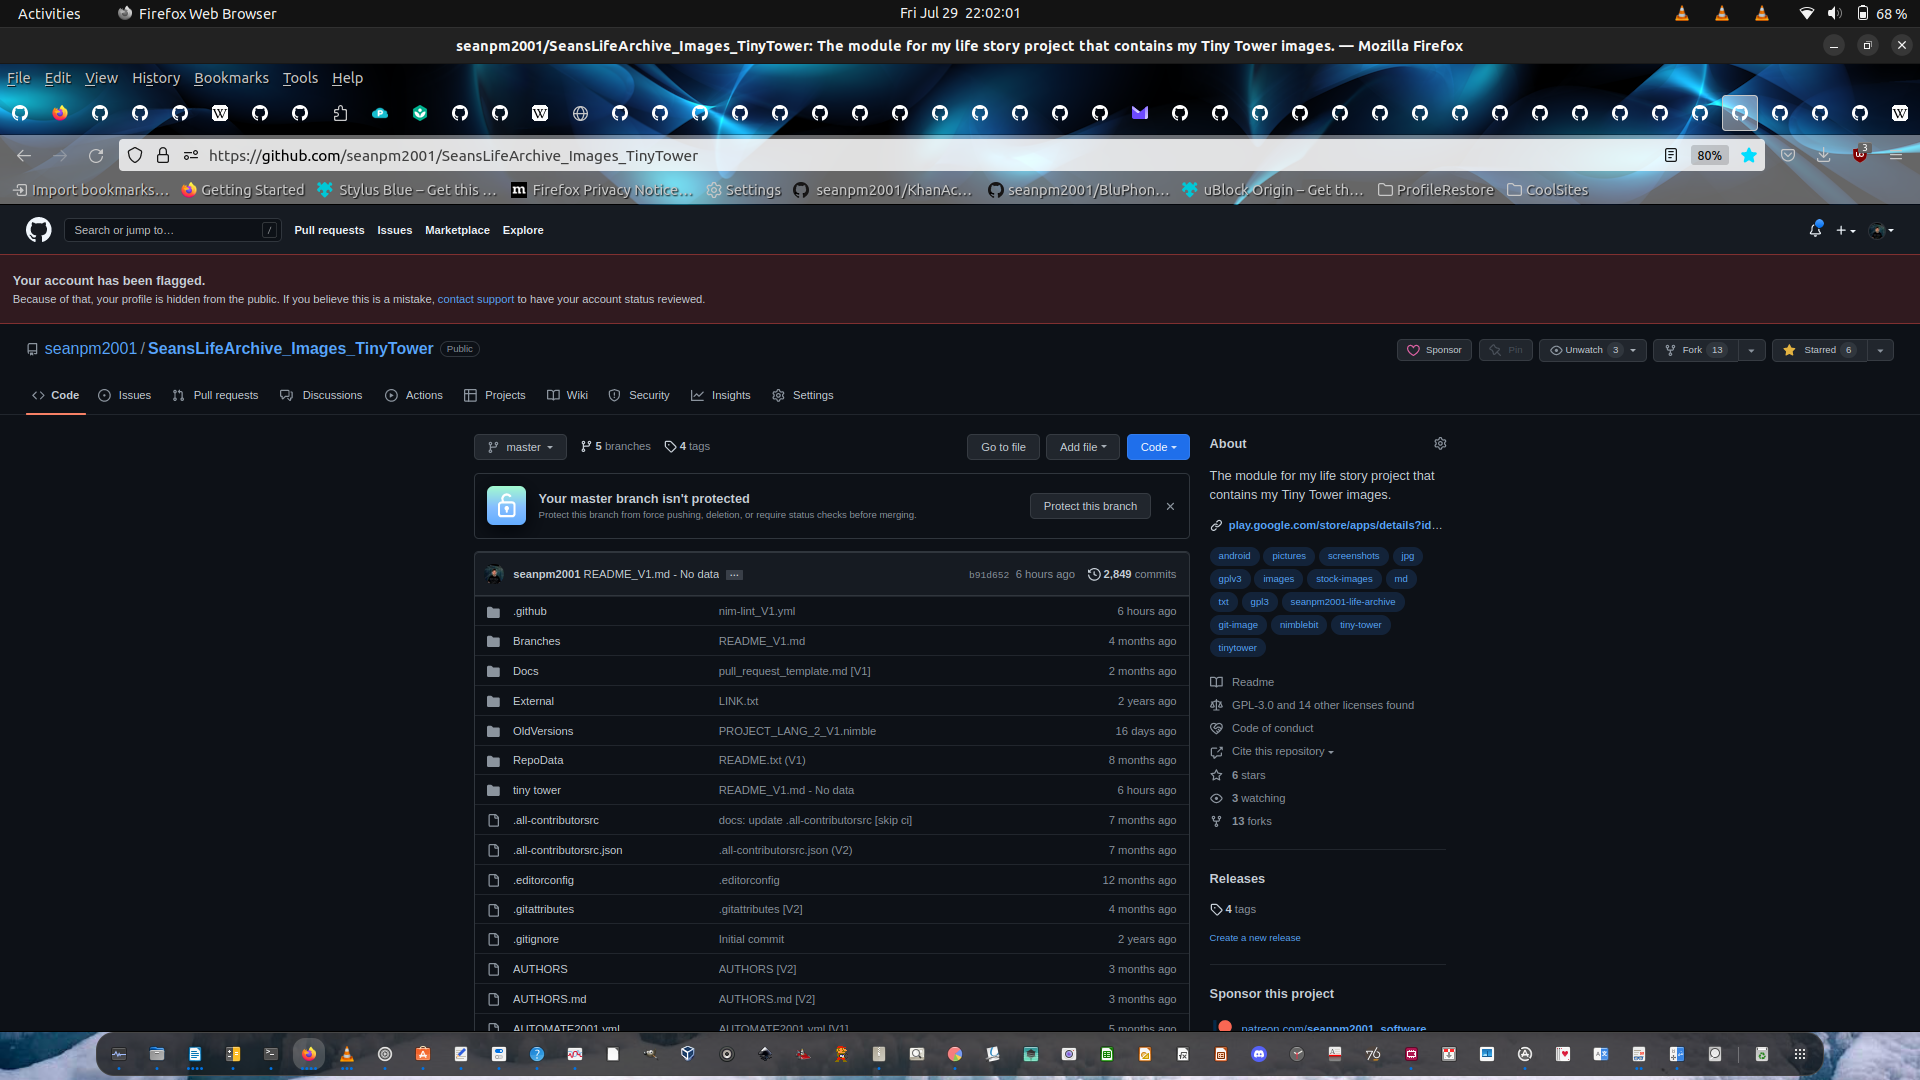 Activities
Firefox Web Browser
Fri Jul 29 22:02:01
68 %
seanpm2001/SeansLifeArchive_Images_TinyTower: The module for my life story project that contains my Tiny Tower images. — Mozilla Firefox
File Edit View History Bookmarks Tools Help
https://github.com/seanpm2001/SeansLifeArchive_Images_TinyTower
80%
3
Import bookmarks…
Getting Started
Stylus Blue – Get this …
Firefox Privacy Notice…
Settings
seanpm2001/KhanAc…
seanpm2001/BluPhon…
uBlock Origin – Get th…
ProfileRestore
CoolSites
Search or jump to…
/
Pull requests Issues Marketplace Explore
Your account has been flagged.
Because of that, your profile is hidden from the public. If you believe this is a mistake, contact support to have your account status reviewed.
seanpm2001 / SeansLifeArchive_Images_TinyTower Public
Sponsor
Pin
Unwatch 3
Fork 13
Starred 6
Code
Issues
Pull requests
Discussions
Actions
Projects
Wiki
Security
Insights
Settings
master
5 branches
4 tags
Go to file
Add file
Code
Your master branch isn't protected
Protect this branch from force pushing, deletion, or require status checks before merging.
Protect this branch
seanpm2001 README_V1.md - No data …
b91d652 6 hours ago
2,849 commits
.github nim-lint_V1.yml 6 hours ago
Branches README_V1.md 4 months ago
Docs pull_request_template.md [V1] 2 months ago
External LINK.txt 2 years ago
OldVersions PROJECT_LANG_2_V1.nimble 16 days ago
RepoData README.txt (V1) 8 months ago
tiny tower README_V1.md - No data 6 hours ago
.all-contributorsrc docs: update .all-contributorsrc [skip ci] 7 months ago
.all-contributorsrc.json .all-contributorsrc.json (V2) 7 months ago
.editorconfig .editorconfig 12 months ago
.gitattributes .gitattributes [V2] 4 months ago
.gitignore Initial commit 2 years ago
AUTHORS AUTHORS [V2] 3 months ago
AUTHORS.md AUTHORS.md [V2] 3 months ago
AUTOMATE2001.yml AUTOMATE2001.yml [V1] 5 months ago
About
The module for my life story project that
contains my Tiny Tower images.
play.google.com/store/apps/details?id…
android pictures screenshots jpg
gplv3 images stock-images md
txt gpl3 seanpm2001-life-archive
git-image nimblebit tiny-tower
tinytower
Readme
GPL-3.0 and 14 other licenses found
Code of conduct
Cite this repository
6 stars
3 watching
13 forks
Releases
4 tags
Create a new release
Sponsor this project
patreon.com/seanpm2001_software